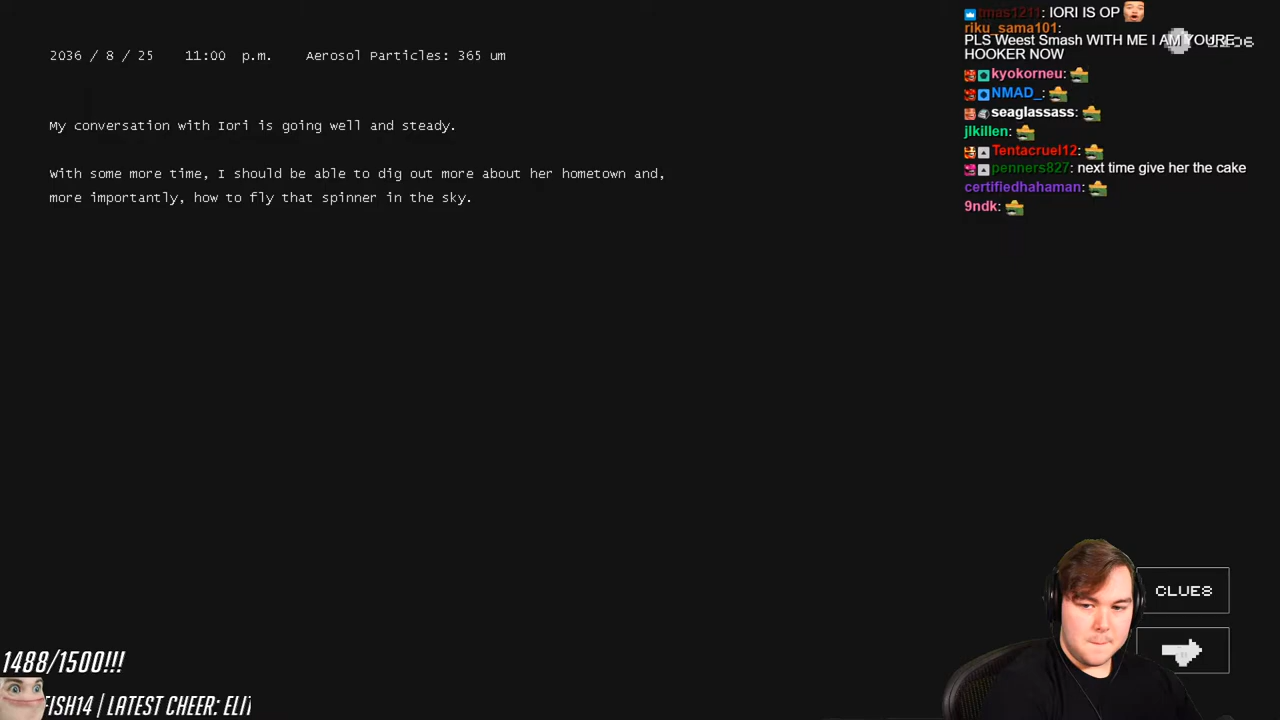 2036 / 8 / 25 11:00 p.m. Aerosol Particles: 365 um
My conversation with Iori is going well and steady.
With some more time, I should be able to dig out more about her hometown and,
more importantly, how to fly that spinner in the sky.
tmas1211: IORI IS OP
riku_sama101:
PLS Weest Smash WITH ME I AM YOURE
HOOKER NOW
kyokorneu:
NMAD_:
seaglassass:
jlkillen:
Tentacruel12:
penners827: next time give her the cake
certifiedhahaman:
9ndk:
CLUES
1488/1500!!!
FISH14 | LATEST CHEER: ELIT